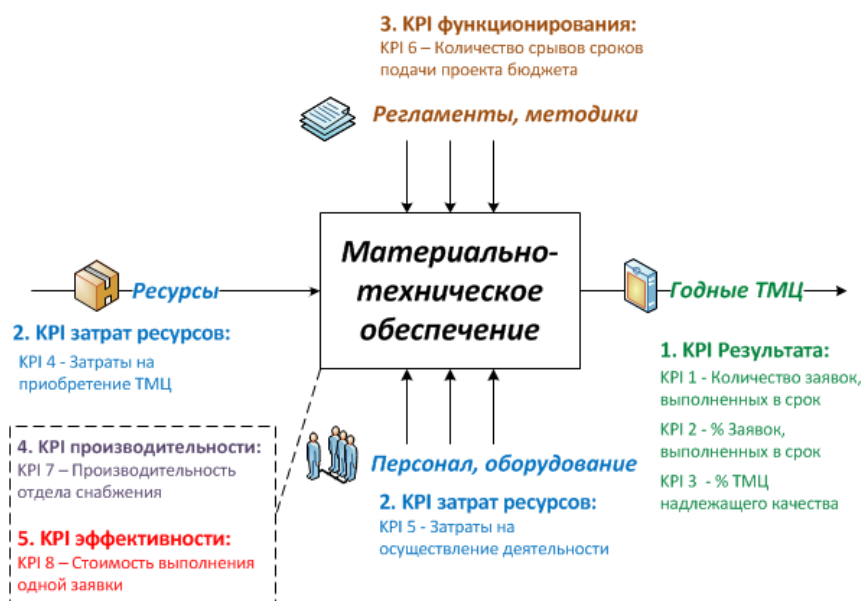 3. KPI функционирования:
KPI 6 – Количество срывов сроков
подачи проекта бюджета
Регламенты, методики
Материально-
техническое
обеспечение
Ресурсы
Годные ТМЦ
2. KPI затрат ресурсов:
KPI 4 - Затраты на
приобретение ТМЦ
1. KPI Результата:
KPI 1 - Количество заявок,
выполненных в срок
KPI 2 - % Заявок,
выполненных в срок
KPI 3 - % ТМЦ
надлежащего качества
4. KPI производительности:
KPI 7 – Производительность
отдела снабжения
5. KPI эффективности:
KPI 8 – Стоимость выполнения
одной заявки
Персонал, оборудование
2. KPI затрат ресурсов:
KPI 5 - Затраты на
осуществление деятельности